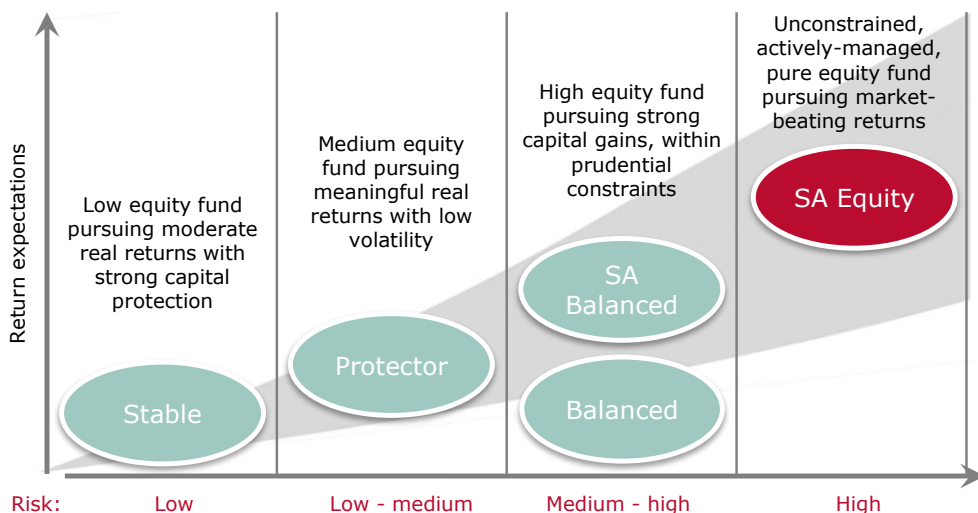 Return expectations
Low equity fund
pursuing moderate
real returns with
strong capital
protection
Stable
Medium equity
fund pursuing
meaningful real
returns with low
volatility
Protector
High equity fund
pursuing strong
capital gains, within
prudential
constraints
SA
Balanced
Balanced
Unconstrained,
actively-managed,
pure equity fund
pursuing market-
beating returns
SA Equity
Risk:
Low
Low - medium
Medium - high
High